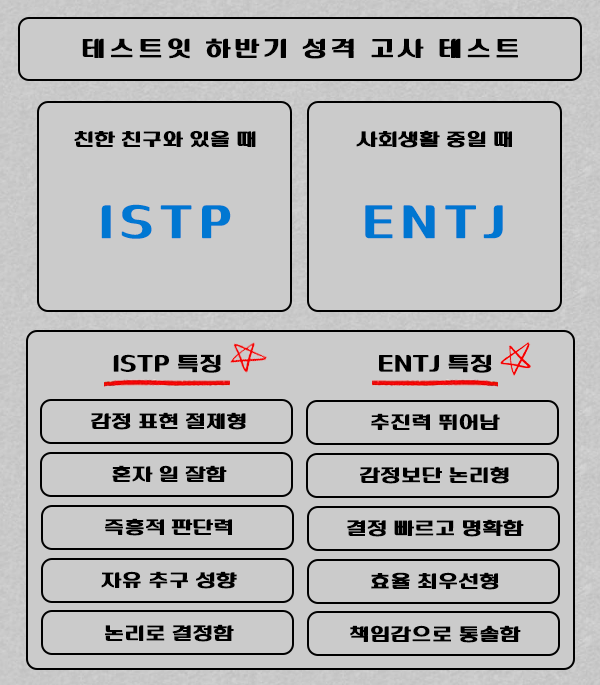 테스트잇 하반기 성격 고사 테스트
친한 친구와 있을 때
ISTP
사회생활 중일 때
ENTJ
ISTP 특징
감정 표현 절제형
혼자 일 잘함
즉흥적 판단력
자유 추구 성향
논리로 결정함
ENTJ 특징
추진력 뛰어남
감정보단 논리형
결정 빠르고 명확함
효율 최우선형
책임감으로 통솔함